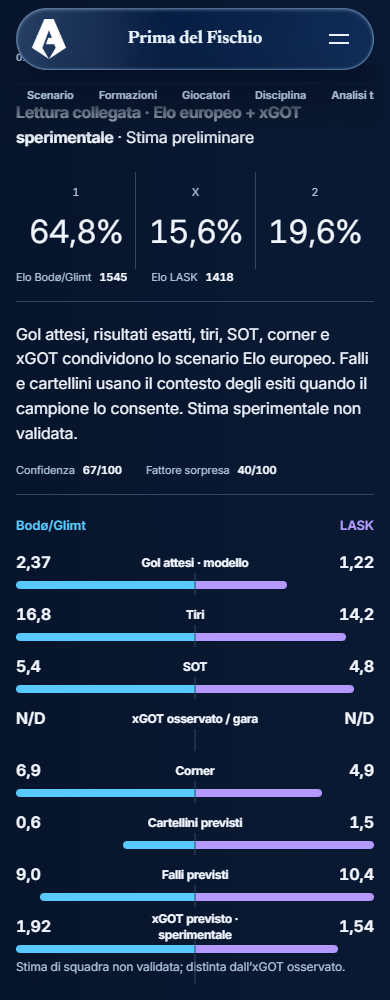 Prima del Fischio
Scenario Formazioni Giocatori Disciplina Analisi t
Lettura collegata · Elo europeo + xGOT
sperimentale · Stima preliminare
1 X 2
64,8% 15,6% 19,6%
Elo Bodø/Glimt 1545 Elo LASK 1418
Gol attesi, risultati esatti, tiri, SOT, corner e
xGOT condividono lo scenario Elo europeo. Falli
e cartellini usano il contesto degli esiti quando il
campione lo consente. Stima sperimentale non
validata.
Confidenza 67/100 Fattore sorpresa 40/100
Bodø/Glimt LASK
2,37 Gol attesi · modello 1,22
16,8 Tiri 14,2
5,4 SOT 4,8
N/D xGOT osservato / gara N/D
6,9 Corner 4,9
0,6 Cartellini previsti 1,5
9,0 Falli previsti 10,4
1,92 xGOT previsto · 1,54
sperimentale
Stima di squadra non validata; distinta dall'xGOT osservato.